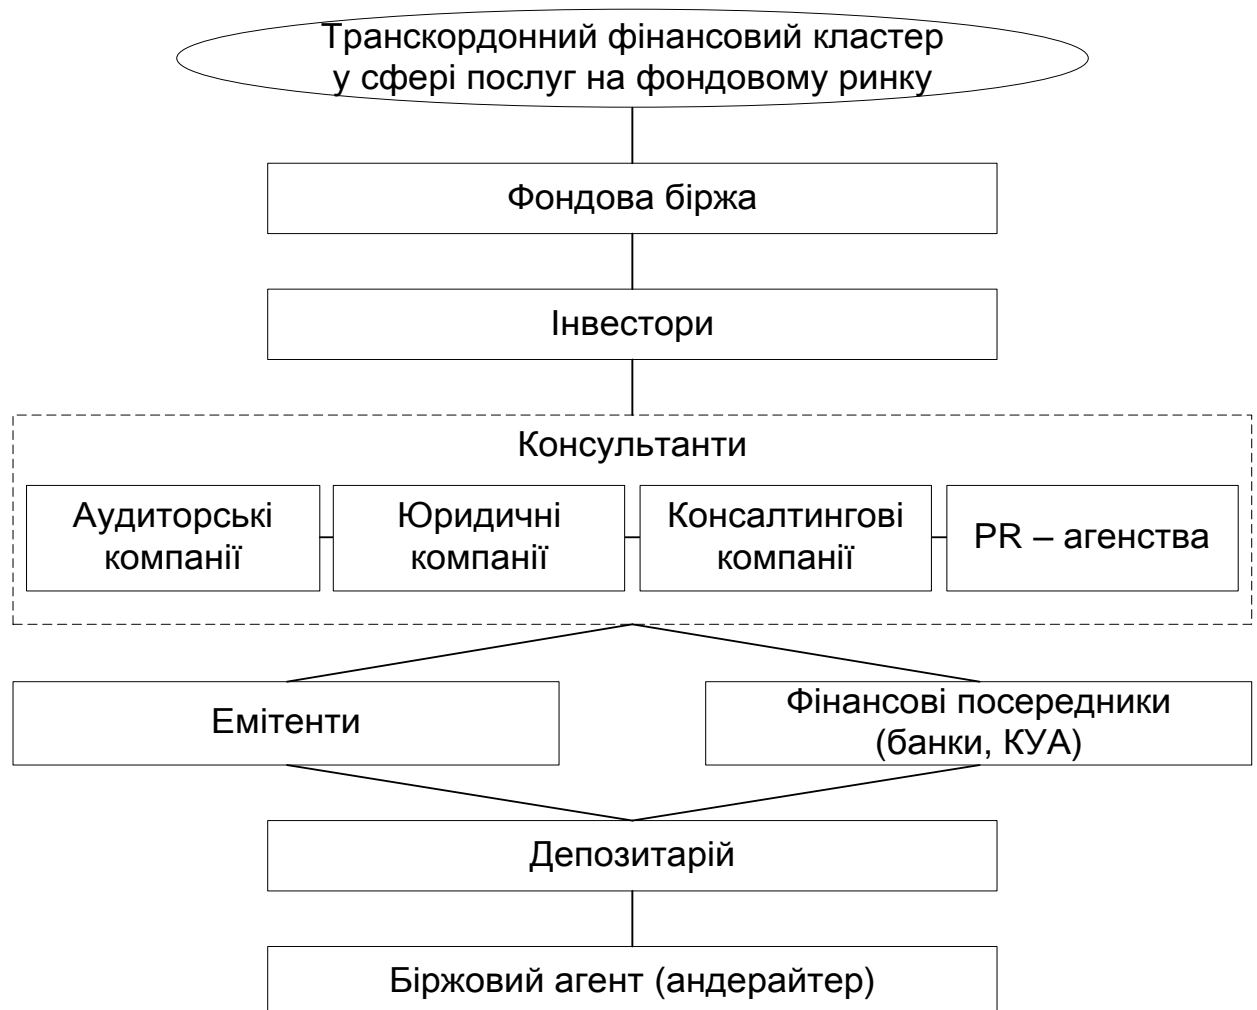 Транскордонний фінансовий кластер
у сфері послуг на фондовому ринку
Фондова біржа
Інвестори
Консультанти
Аудиторські
компанії
Юридичні
компанії
Консалтингові
компанії
PR – агенства
Емітенти
Фінансові посередники
(банки, КУА)
Депозитарій
Біржовий агент (андерайтер)